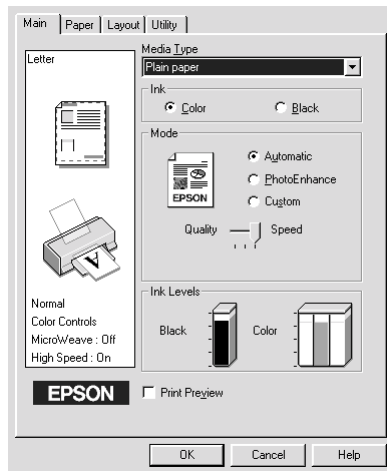 Main Paper Layout Utility
Letter
Media Type
Plain paper
Ink
Color Black
Mode
EPSON
Automatic
PhotoEnhance
Custom
Quality Speed
A
Normal
Color Controls
MicroWeave : Off
High Speed : On
Ink Levels
Black Color
EPSON
Print Preview
OK Cancel Help